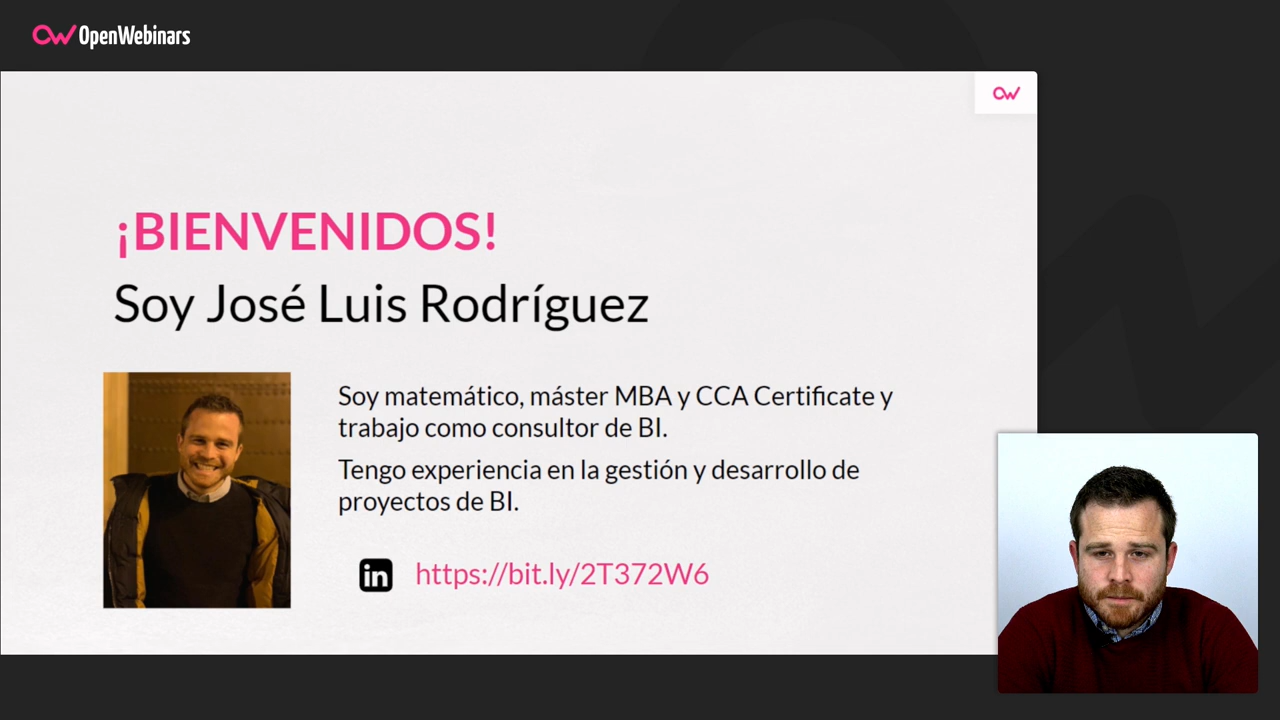 OpenWebinars
¡BIENVENIDOS!
Soy José Luis Rodríguez
Soy matemático, máster MBA y CCA Certificate y
trabajo como consultor de BI.
Tengo experiencia en la gestión y desarrollo de
proyectos de BI.
in
https://bit.ly/2T372W6